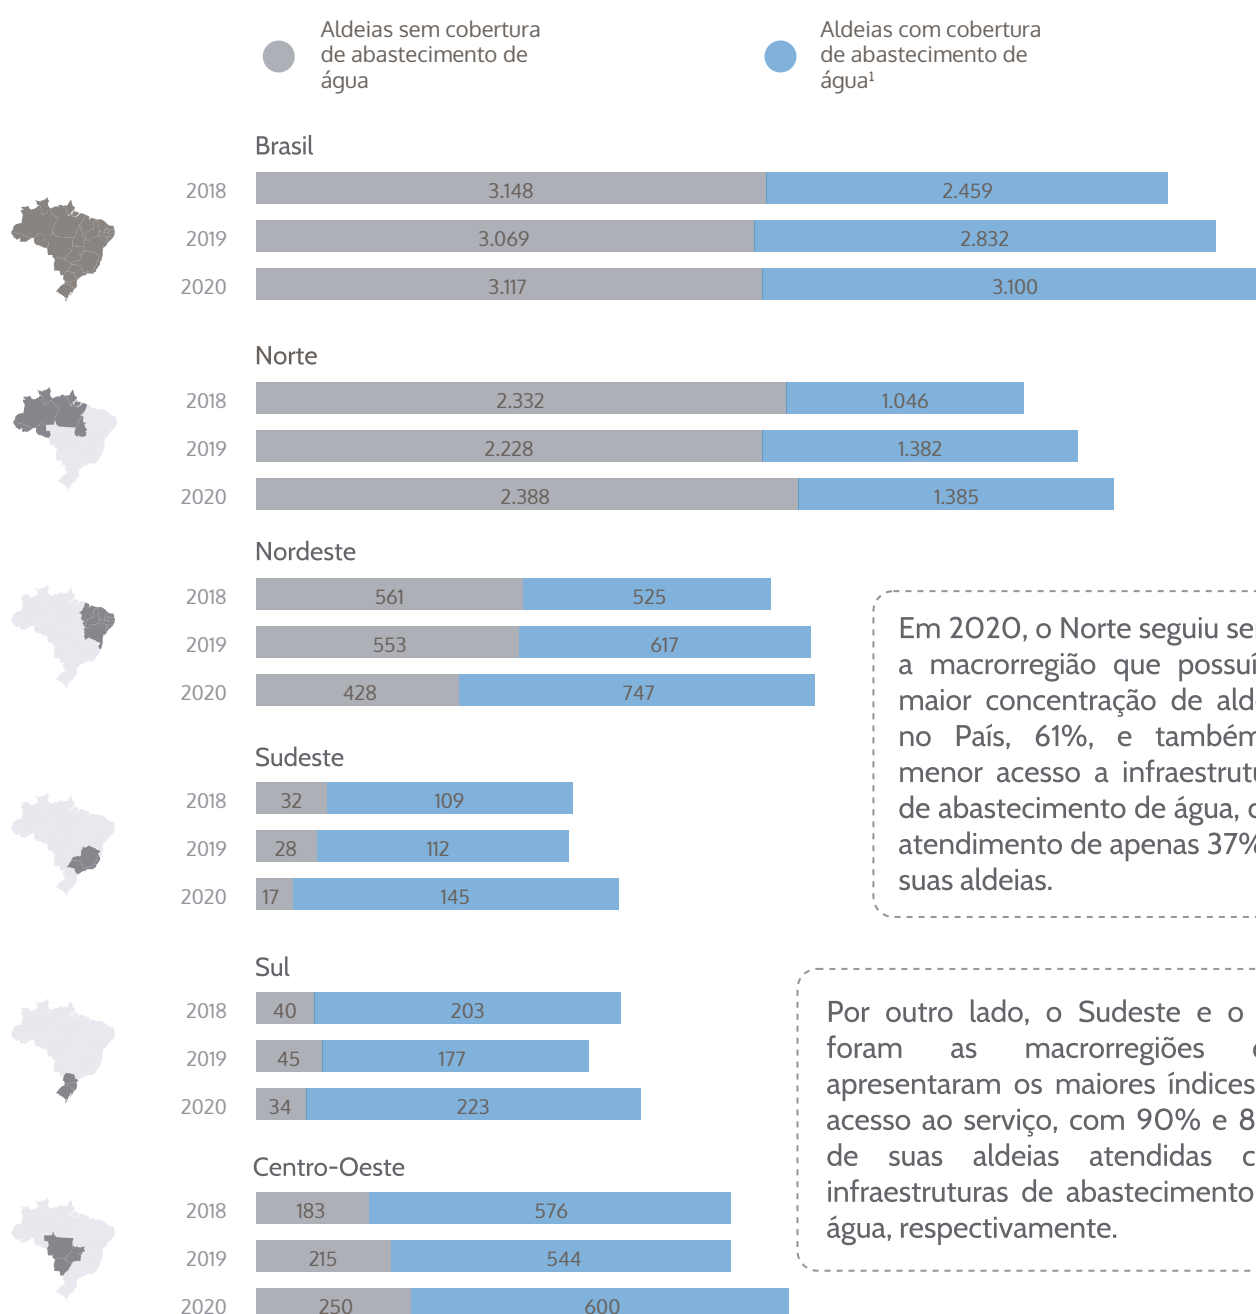 Aldeias sem cobertura
de abastecimento de
água
Aldeias com cobertura
de abastecimento de
água¹
Brasil
2018 3.148 2.459
2019 3.069 2.832
2020 3.117 3.100
Norte
2018 2.332 1.046
2019 2.228 1.382
2020 2.388 1.385
Nordeste
2018 561 525
2019 553 617
2020 428 747
Sudeste
2018 32 109
2019 28 112
2020 17 145
Sul
2018 40 203
2019 45 177
2020 34 223
Centro-Oeste
2018 183 576
2019 215 544
2020 250 600
Em 2020, o Norte seguiu
a macrorregião que
maior concentração de
no País, 61%, e também
menor acesso a
de abastecimento de água,
atendimento de apenas 37%
suas aldeias.
Por outro lado, o Sudeste e o
foram as macrorregiões
apresentaram os maiores índices
acesso ao serviço, com 90% e
de suas aldeias atendidas
infraestruturas de abastecimento
água, respectivamente.